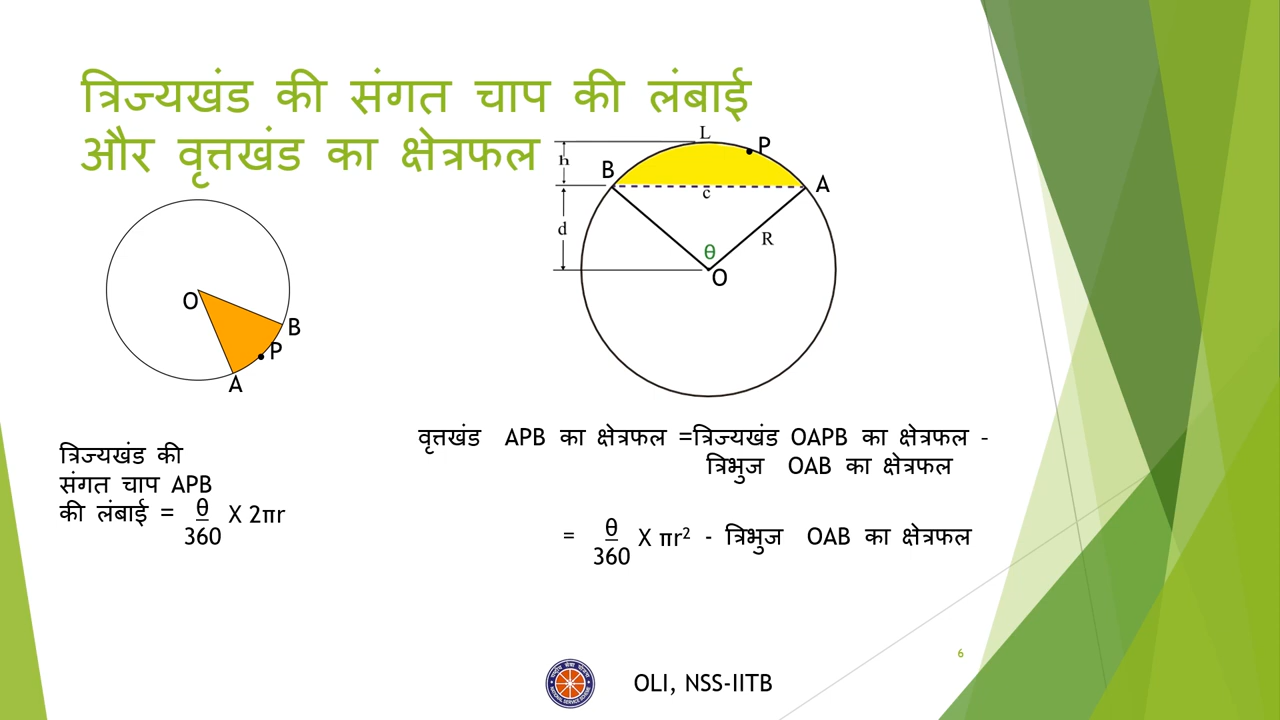 त्रिज्यखंड की संगत चाप की लंबाई
और वृत्तखंड का क्षेत्रफल
L
P
h
B
A
c
d
R
θ
O
O
B
P
A
त्रिज्यखंड की
संगत चाप APB
की लंबाई = θ/360 X 2πr
वृत्तखंड APB का क्षेत्रफल =त्रिज्यखंड OAPB का क्षेत्रफल -
त्रिभुज OAB का क्षेत्रफल
= θ/360 X πr² - त्रिभुज OAB का क्षेत्रफल
6
OLI, NSS-IITB